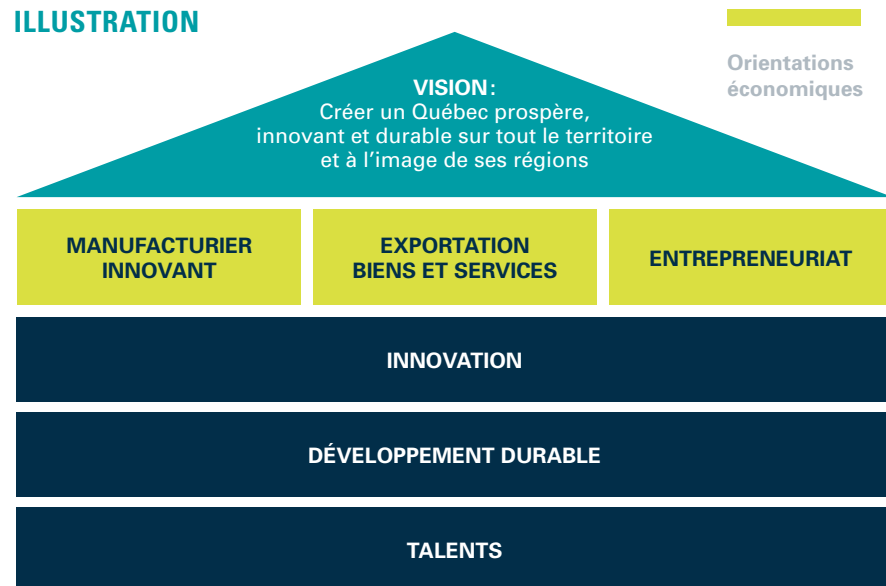 ILLUSTRATION
Orientations
économiques
VISION :
Créer un Québec prospère,
innovant et durable sur tout le territoire
et à l'image de ses régions
MANUFACTURIER
INNOVANT
EXPORTATION
BIENS ET SERVICES
ENTREPRENEURIAT
INNOVATION
DÉVELOPPEMENT DURABLE
TALENTS